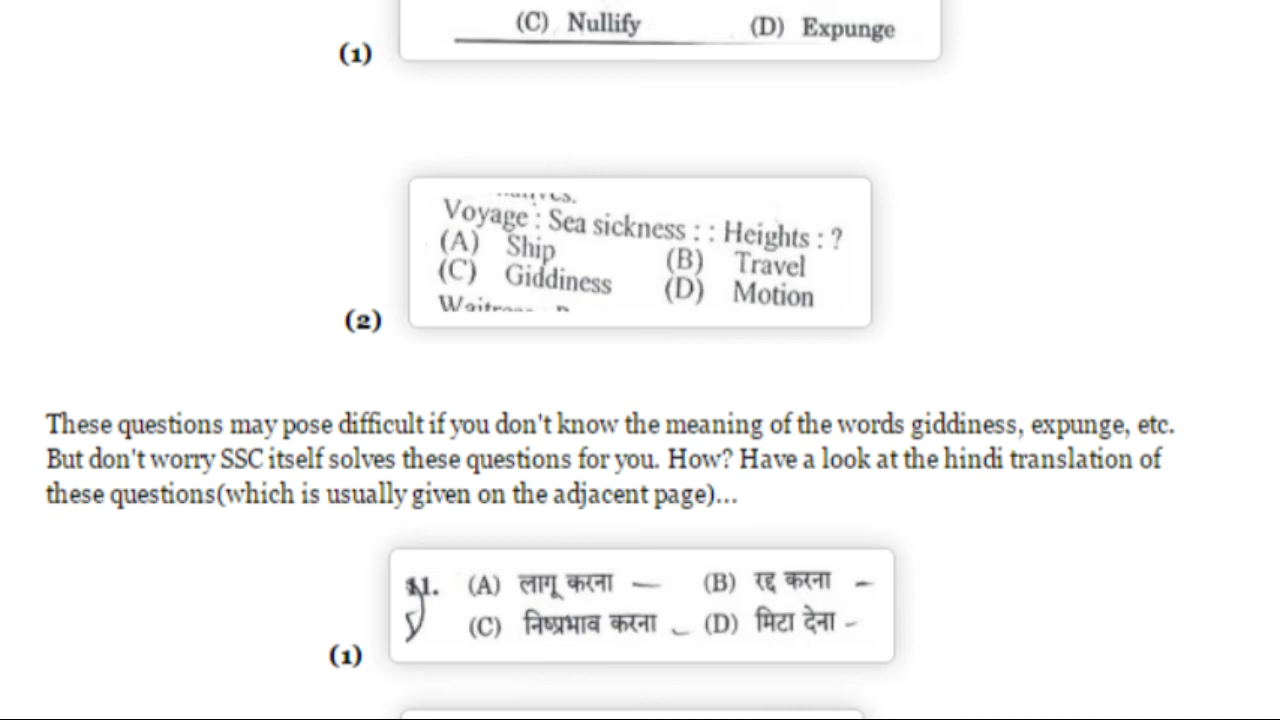 (C) Nullify (D) Expunge
(1)
Voyage : Sea sickness : : Heights : ?
(A) Ship (B) Travel
(C) Giddiness (D) Motion
(2)
These questions may pose difficult if you don't know the meaning of the words giddiness, expunge, etc.
But don't worry SSC itself solves these questions for you. How? Have a look at the hindi translation of
these questions(which is usually given on the adjacent page)...
11. (A) लागू करना — (B) रद्द करना –
(C) निष्प्रभाव करना (D) मिटा देना -
(1)